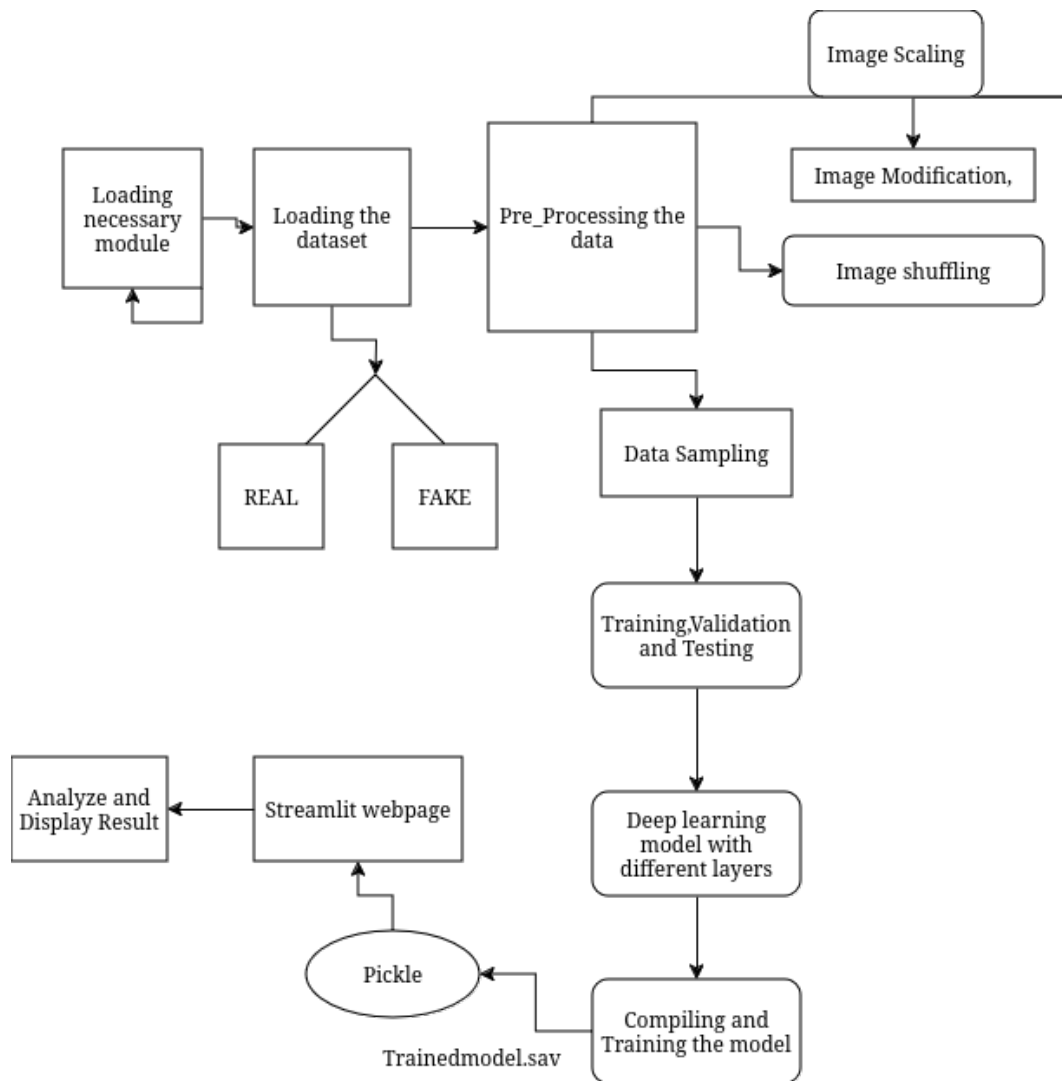 Image Scaling
Image Modification,
Loading
necessary
module
Loading the
dataset
Pre_Processing the
data
Image shuffling
REAL
FAKE
Data Sampling
Training,Validation
and Testing
Deep learning
model with
different layers
Compiling and
Training the model
Trainedmodel.sav
Pickle
Streamlit webpage
Analyze and
Display Result